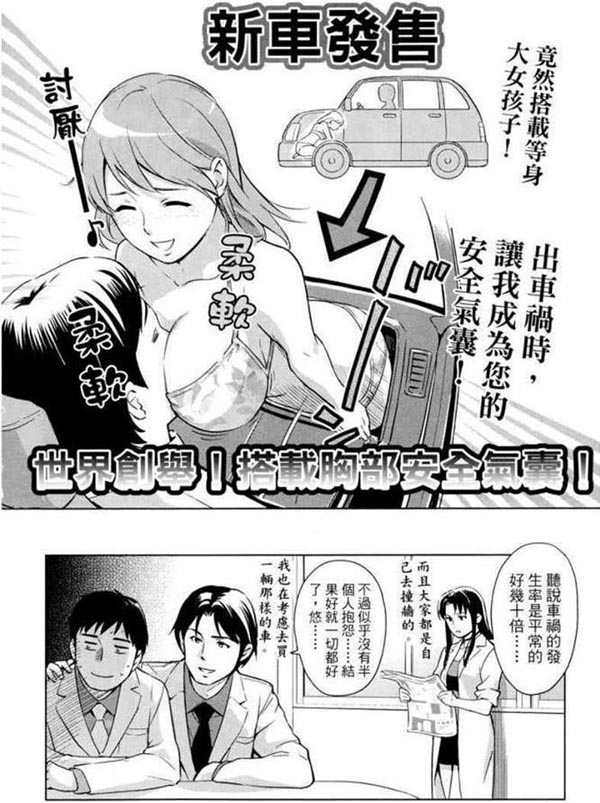 新車發售
竟然搭載等身
大女孩子！
討厭♪
柔軟
柔軟
出車禍時，
讓我成為您的
安全氣囊！
世界創舉！搭載胸部安全氣囊！
聽說車禍的發
生率是平常的
好幾十倍……
而且大家都是自
己去撞牆的。
不過似乎沒有半
個人抱怨……結
果好就一切都好
了，悠……
我也在考慮去買
一輛那樣的車。